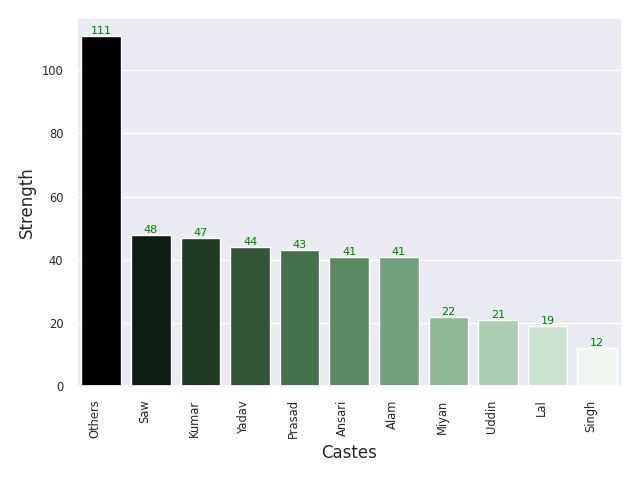 111
100
80
60
40
20
0
Strength
48
47
44
43
41
41
22
21
19
12
Others
Saw
Kumar
Yadav
Prasad
Ansari
Alam
Miyan
Uddin
Lal
Singh
Castes